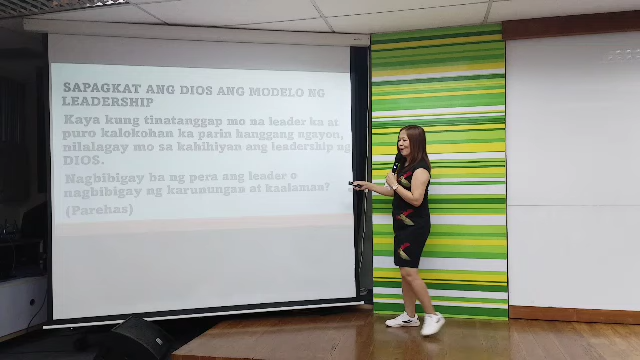 SAPAGKAT ANG DIOS ANG MODELO NG
LEADERSHIP
Kaya kung tinatanggap mo na leader ka at
puro kalokohan ka parin hanggang ngayon,
nilalagay mo sa kahihiyan ang leadership ng
DIOS.
Nagbibigay ba ng pera ang leader o
nagbibigay ng karunungan at kaalaman?
(Parehas)